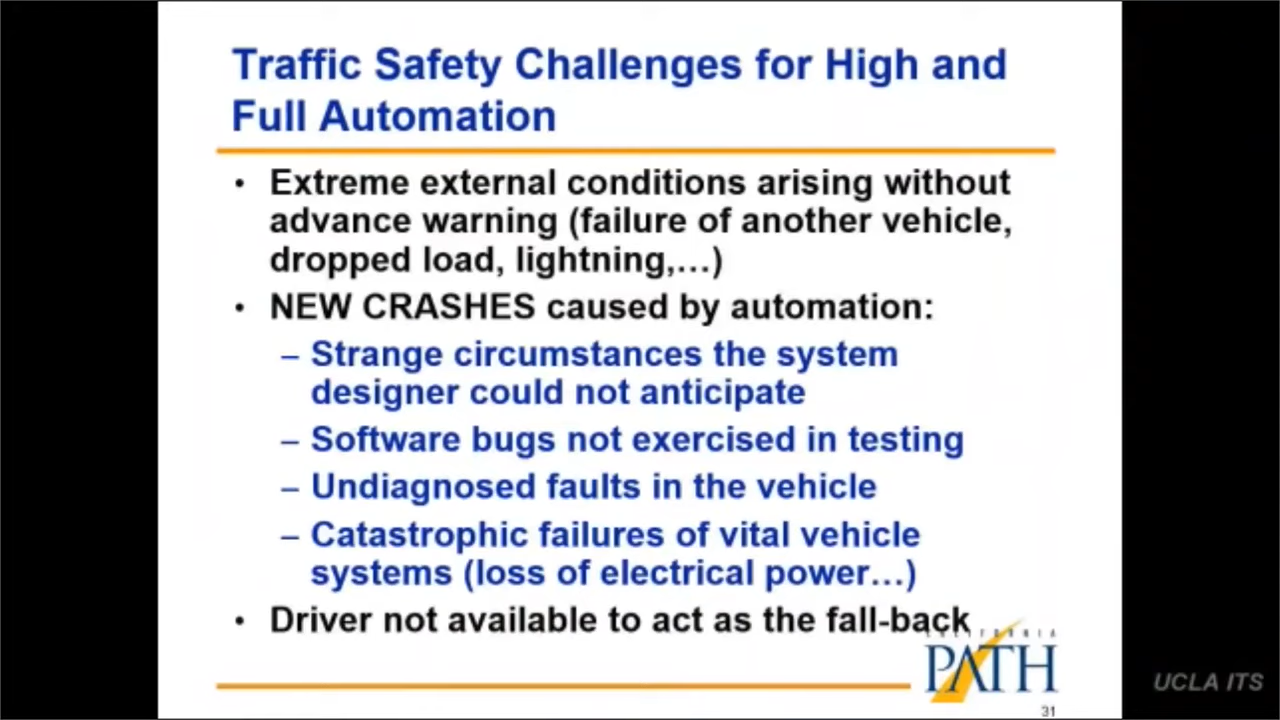 Traffic Safety Challenges for High and
Full Automation
• Extreme external conditions arising without
advance warning (failure of another vehicle,
dropped load, lightning,…)
• NEW CRASHES caused by automation:
– Strange circumstances the system
designer could not anticipate
– Software bugs not exercised in testing
– Undiagnosed faults in the vehicle
– Catastrophic failures of vital vehicle
systems (loss of electrical power…)
• Driver not available to act as the fall-back
CALIFORNIA
PATH
UCLA ITS
31